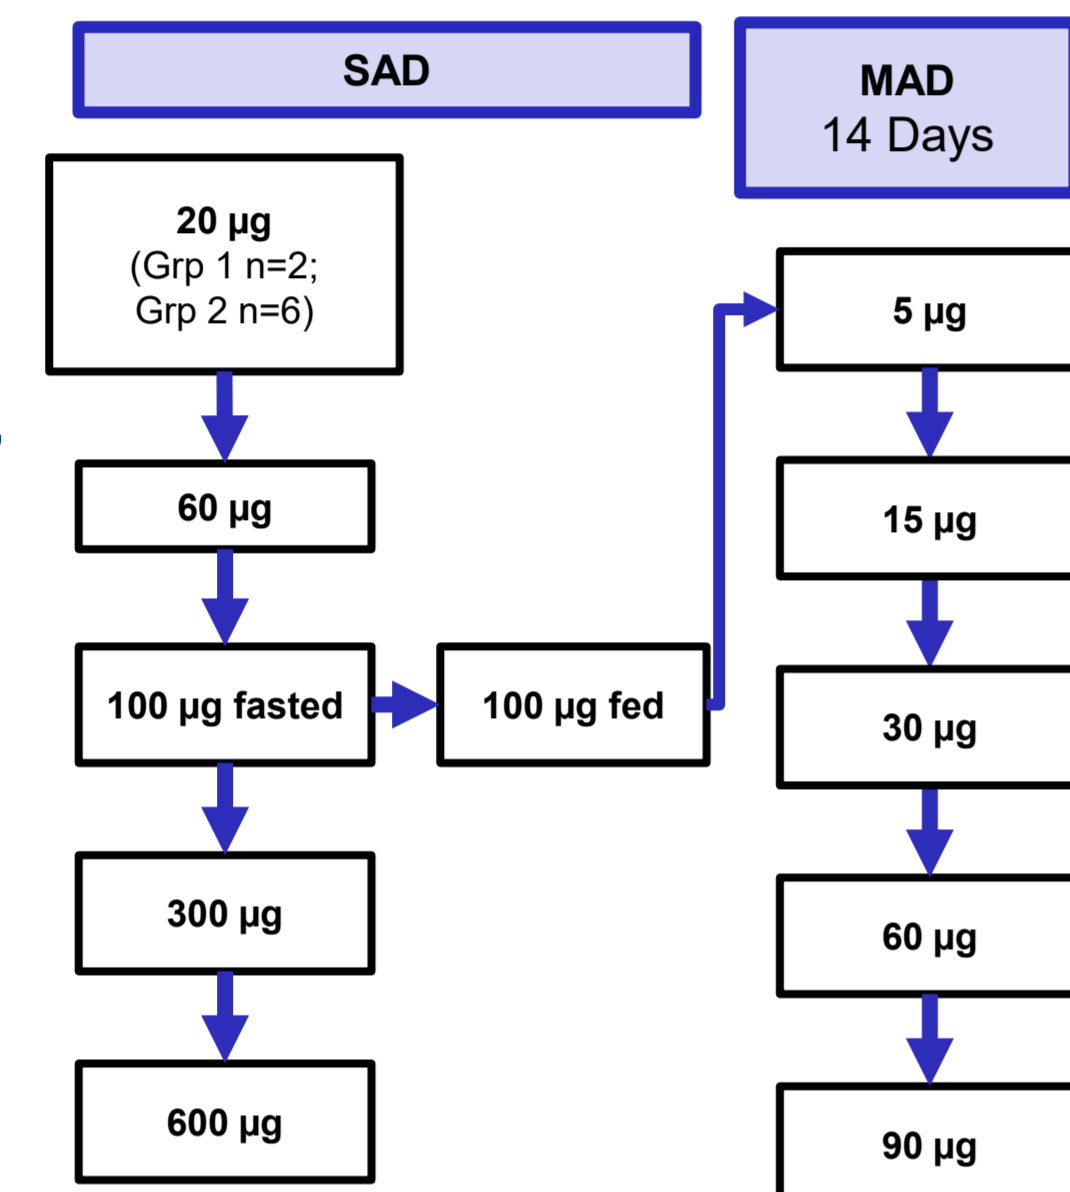 SAD
20 µg
(Grp 1 n=2;
Grp 2 n=6)
60 µg
100 µg fasted
100 µg fed
300 µg
600 µg
MAD
14 Days
5 µg
15 µg
30 µg
60 µg
90 µg